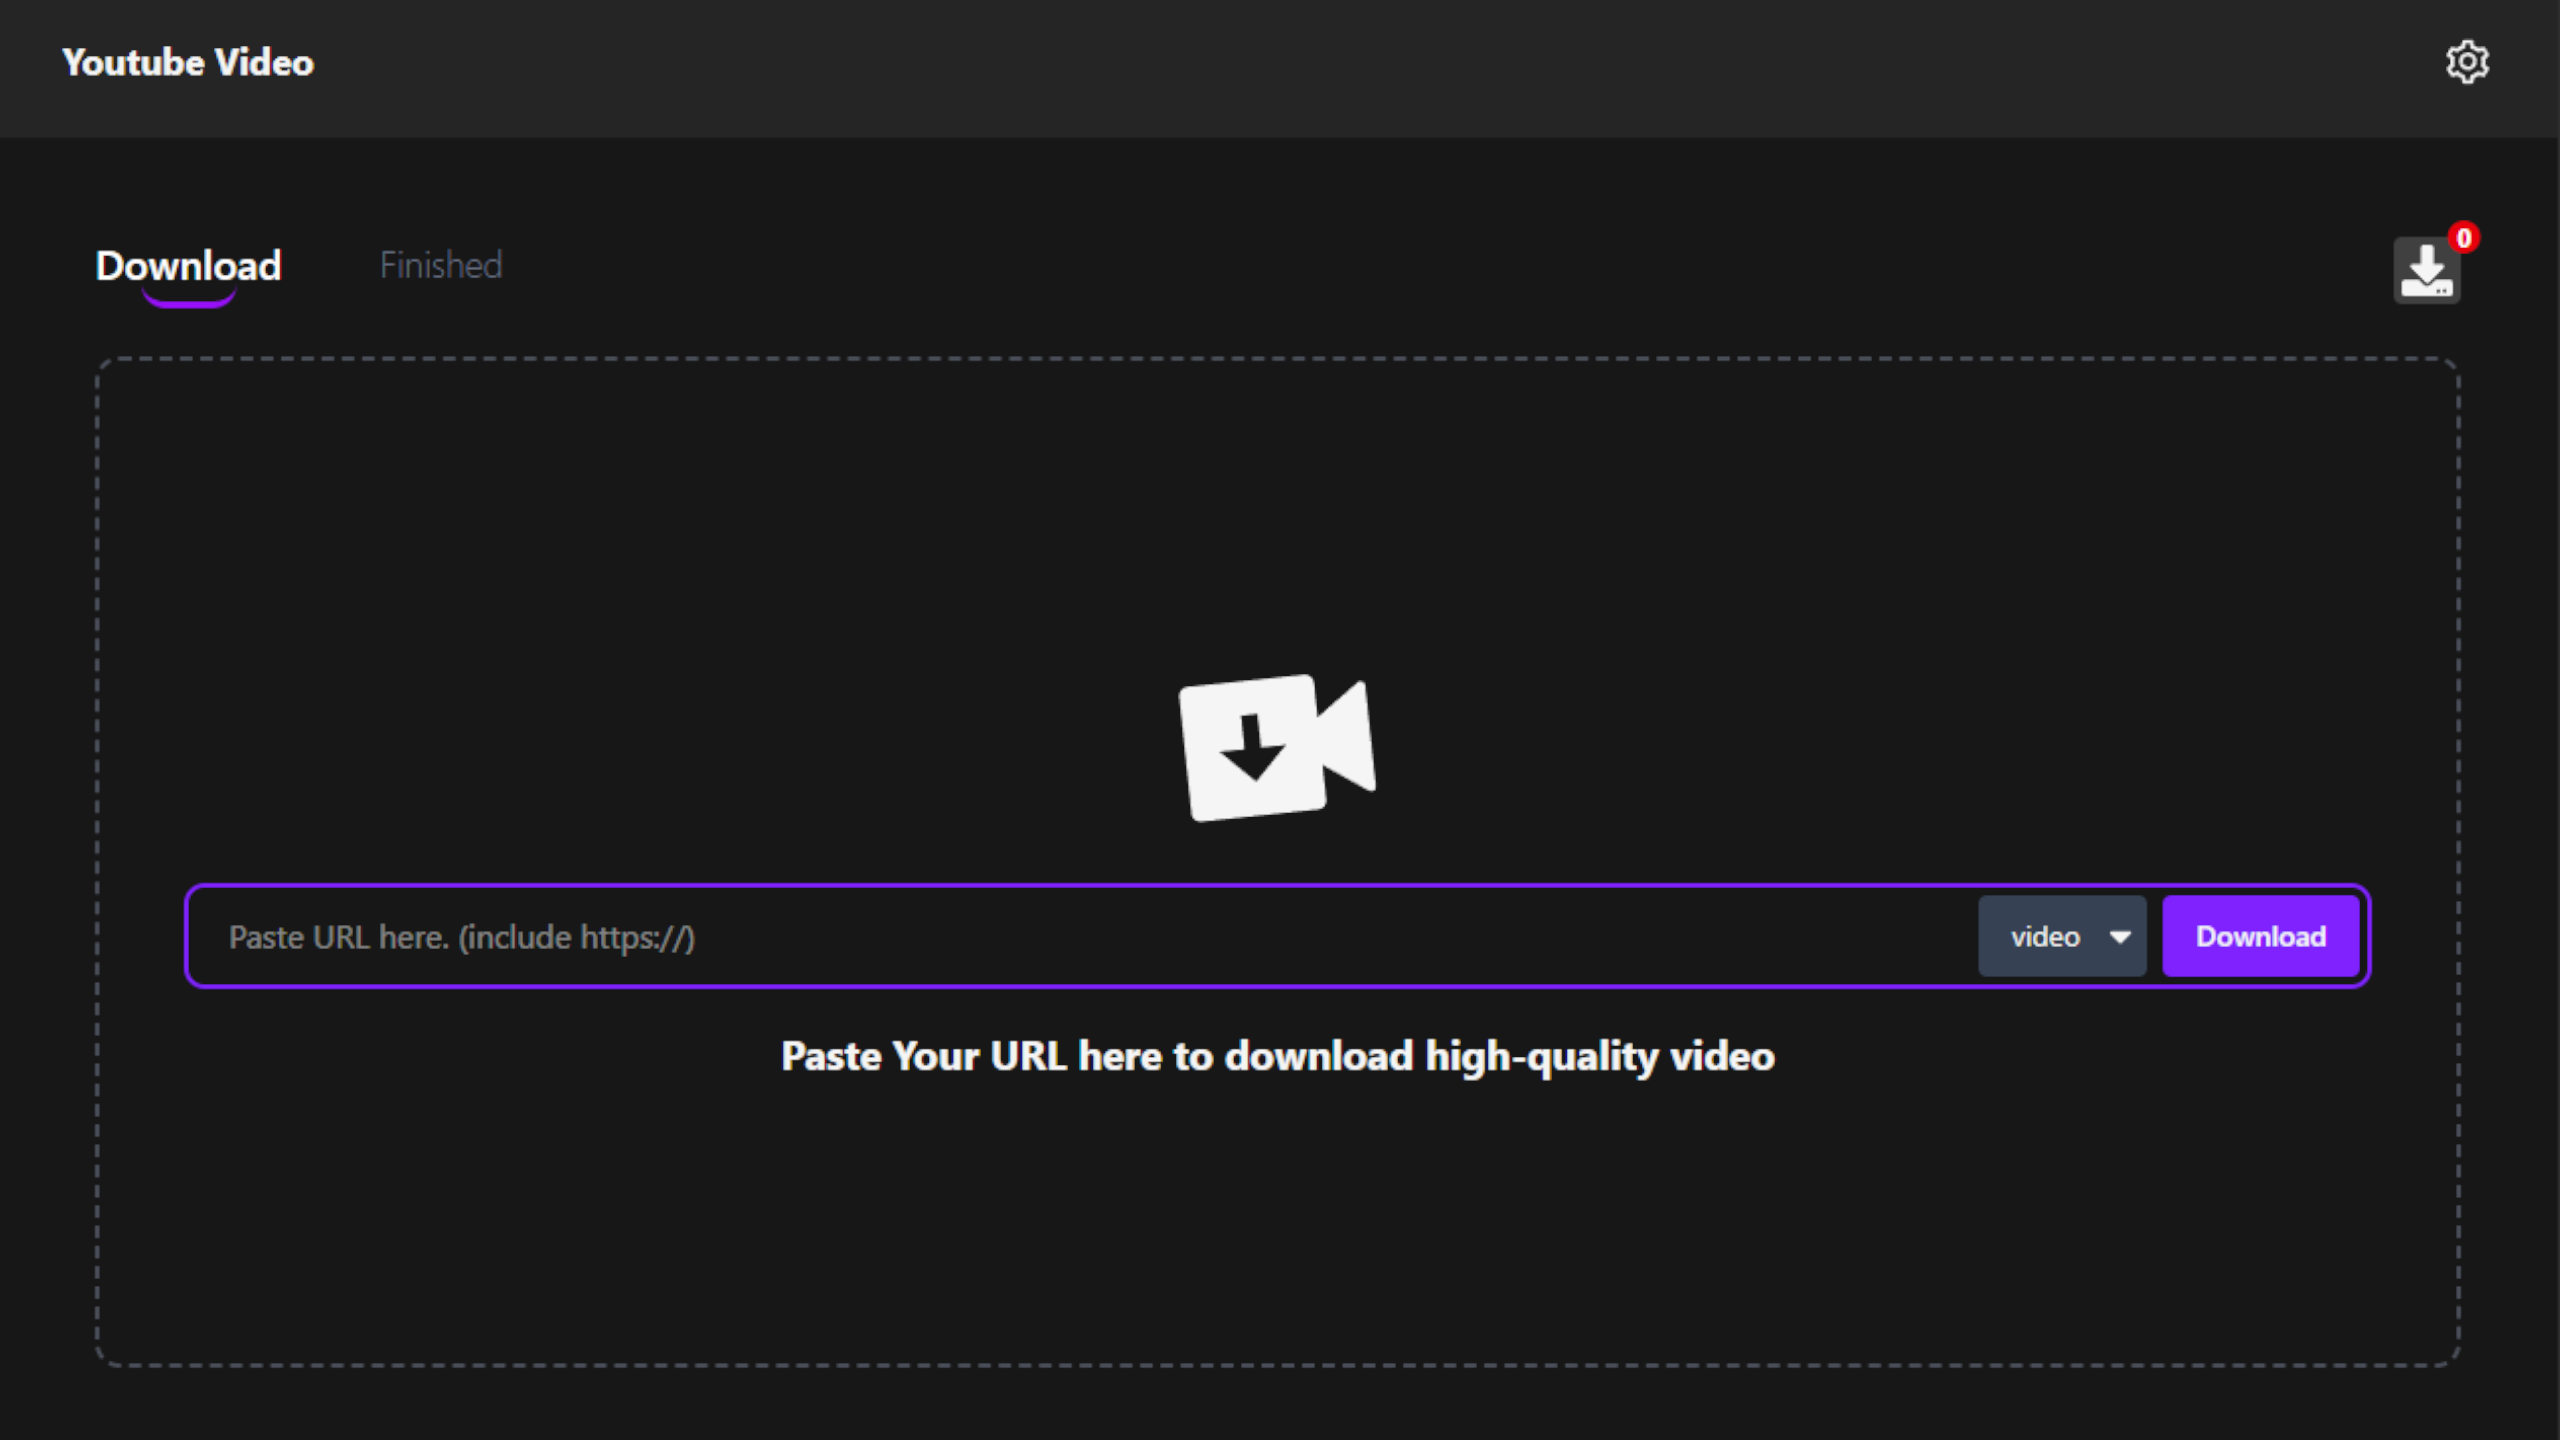 Youtube Video
Download
Finished
0
Paste URL here. (include https://)
video
Download
Paste Your URL here to download high-quality video